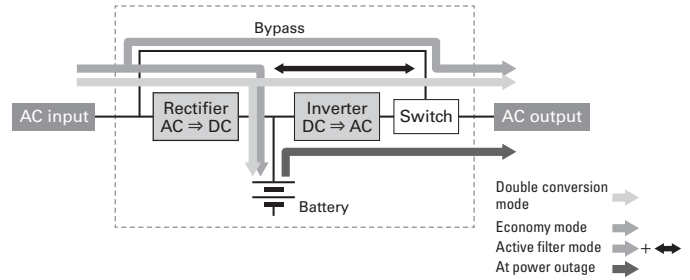 Bypass
AC input
Rectifier
AC ⇒ DC
Inverter
DC ⇒ AC
Switch
AC output
Battery
Double conversion
mode
Economy mode
Active filter mode
+
At power outage